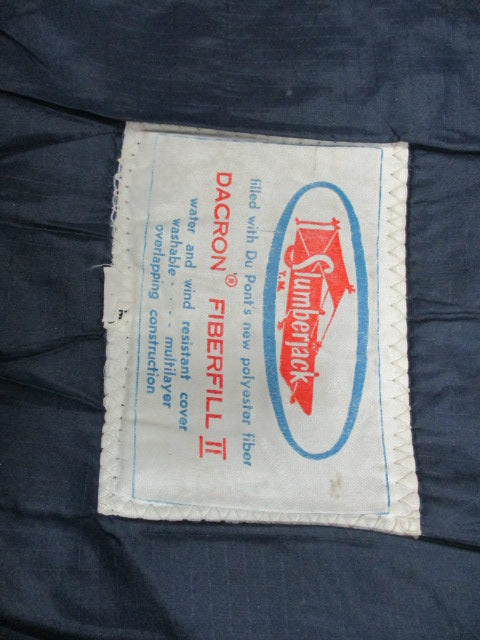 Slumberjack
T.M.
filled with Du Pont's new polyester fiber
DACRON® FIBERFILL II
water and wind resistant cover
washable . . . multilayer
overlapping construction